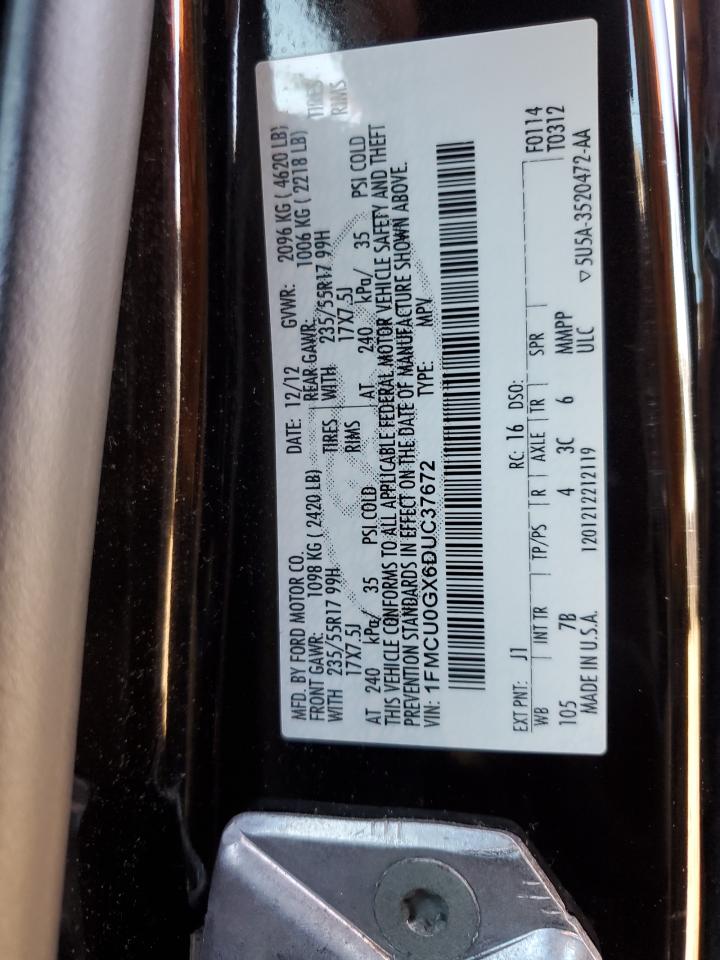 MFD. BY FORD MOTOR CO. DATE: 12/12 GVWR: 2096 KG ( 4620 LB)
FRONT GAWR: 1098 KG ( 2420 LB) REAR GAWR: 1006 KG ( 2218 LB)
WITH 235/55R17 99H TIRES WITH 235/55R17 99H TIRES
17X7.5J RIMS 17X7.5J RIMS
AT 240 kPa/ 35 PSI COLD AT 240 kPa/ 35 PSI COLD
THIS VEHICLE CONFORMS TO ALL APPLICABLE FEDERAL MOTOR VEHICLE SAFETY AND THEFT
PREVENTION STANDARDS IN EFFECT ON THE DATE OF MANUFACTURE SHOWN ABOVE.
VIN: 1FMCU0GX6DUC37672 TYPE: MPV
EXT PNT: J1 RC: 16 DSO: F0114
WB INT TR TP/PS R AXLE TR SPR T0312
105 7B 4 3C 6 MMPP
MADE IN U.S.A. 1201212212119 ULC ▽5U5A-3520472-AA